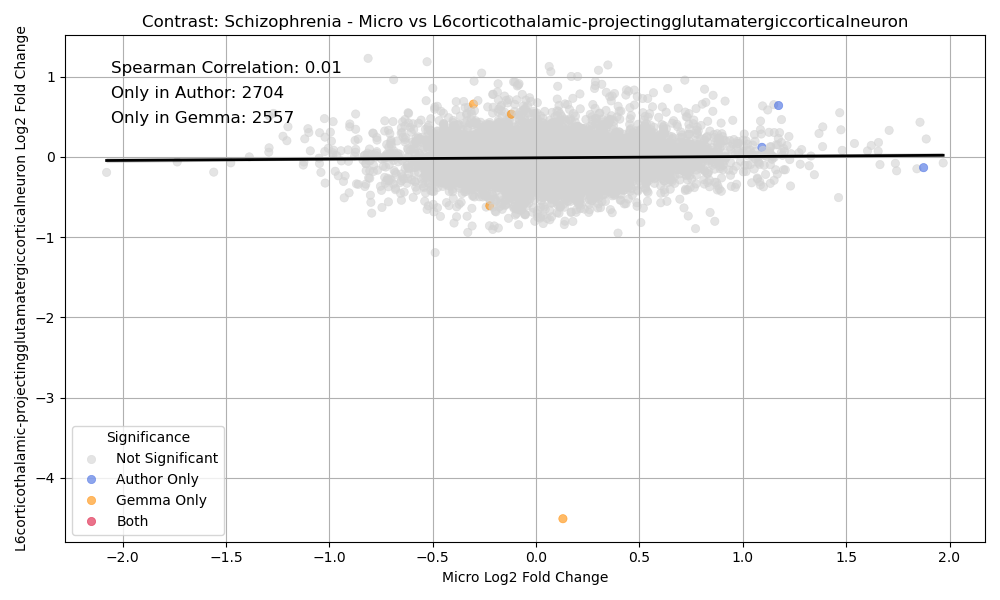 Contrast: Schizophrenia - Micro vs L6corticothalamic-projectingglutamatergiccorticalneuron
L6corticothalamic-projectingglutamatergiccorticalneuron Log2 Fold Change
Spearman Correlation: 0.01
Only in Author: 2704
Only in Gemma: 2557
1
0
−1
−2
−3
−4
Significance
Not Significant
Author Only
Gemma Only
Both
−2.0 −1.5 −1.0 −0.5 0.0 0.5 1.0 1.5 2.0
Micro Log2 Fold Change